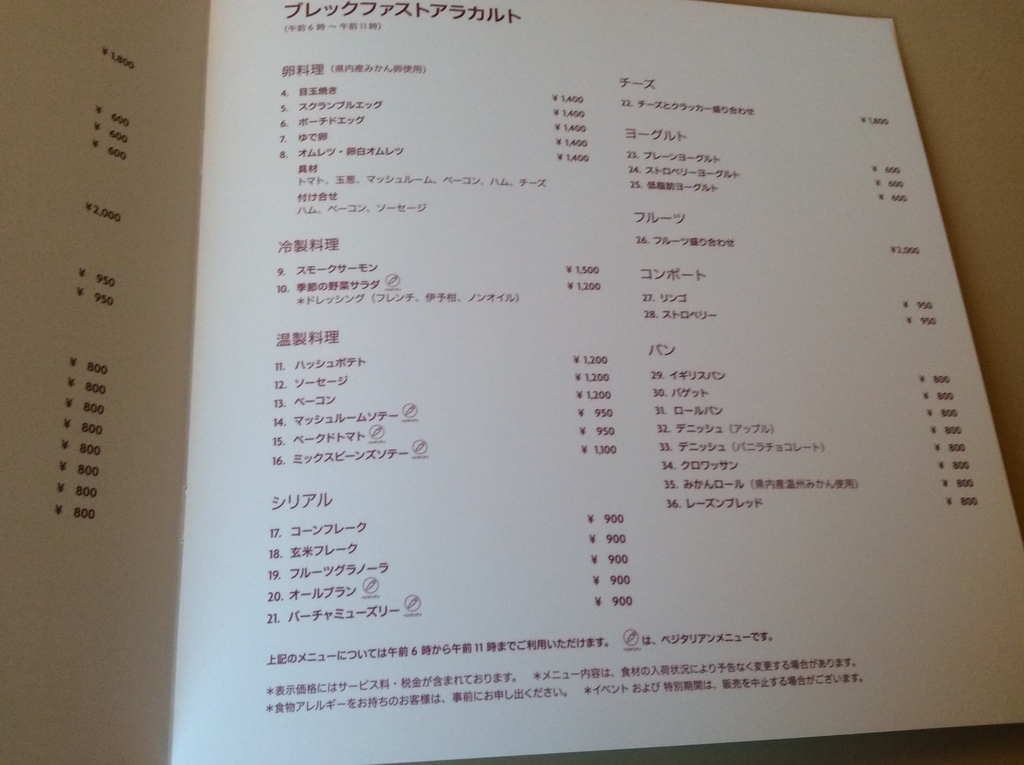 ¥1,800
¥ 600
¥ 600
¥ 600
¥2,000
¥ 950
¥ 950
¥ 800
¥ 800
¥ 800
¥ 800
¥ 800
¥ 800
¥ 800
¥ 800
ブレックファストアラカルト
(午前6時~午前11時)
卵料理(県内産みかん卵使用)
4. 目玉焼き ¥1,400
5. スクランブルエッグ ¥1,400
6. ポーチドエッグ ¥1,400
7. ゆで卵 ¥1,400
8. オムレツ・卵白オムレツ ¥1,400
具材
トマト、玉葱、マッシュルーム、ベーコン、ハム、チーズ
付け合せ
ハム、ベーコン、ソーセージ
冷製料理
9. スモークサーモン ¥1,500
10. 季節の野菜サラダ ¥1,200
*ドレッシング(フレンチ、伊予柑、ノンオイル)
温製料理
11. ハッシュポテト ¥1,200
12. ソーセージ ¥1,200
13. ベーコン ¥1,200
14. マッシュルームソテー ¥ 950
15. ベークドトマト ¥ 950
16. ミックスビーンズソテー ¥1,100
シリアル
17. コーンフレーク ¥ 900
18. 玄米フレーク ¥ 900
19. フルーツグラノーラ ¥ 900
20. オールブラン ¥ 900
21. バーチャミューズリー ¥ 900
チーズ
22. チーズとクラッカー盛り合わせ ¥1,800
ヨーグルト
23. プレーンヨーグルト ¥ 600
24. ストロベリーヨーグルト ¥ 600
25. 低脂肪ヨーグルト ¥ 600
フルーツ
26. フルーツ盛り合わせ ¥2,000
コンポート
27. リンゴ ¥ 950
28. ストロベリー ¥ 950
パン
29. イギリスパン ¥ 800
30. バゲット ¥ 800
31. ロールパン ¥ 800
32. デニッシュ(アップル) ¥ 800
33. デニッシュ(バニラチョコレート) ¥ 800
34. クロワッサン ¥ 800
35. みかんロール(県内産温州みかん使用) ¥ 800
36. レーズンブレッド ¥ 800
上記のメニューについては午前6時から午前11時までご利用いただけます。 は、ベジタリアンメニューです。
*表示価格にはサービス料・税金が含まれております。 *メニュー内容は、食材の入荷状況により予告なく変更する場合があります。
*食物アレルギーをお持ちのお客様は、事前にお申し出ください。 *イベント および 特別期間は、販売を中止する場合がございます。